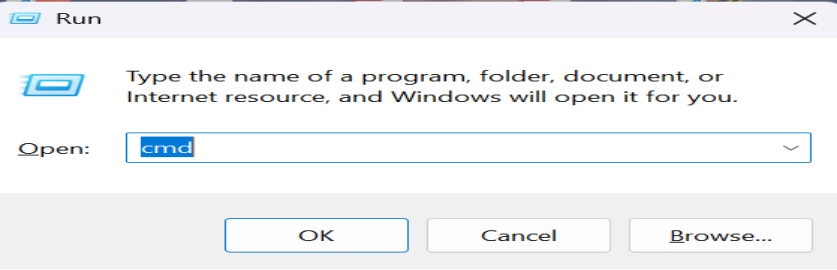 Run
Type the name of a program, folder, document, or
Internet resource, and Windows will open it for you.
Open: cmd
OK Cancel Browse...